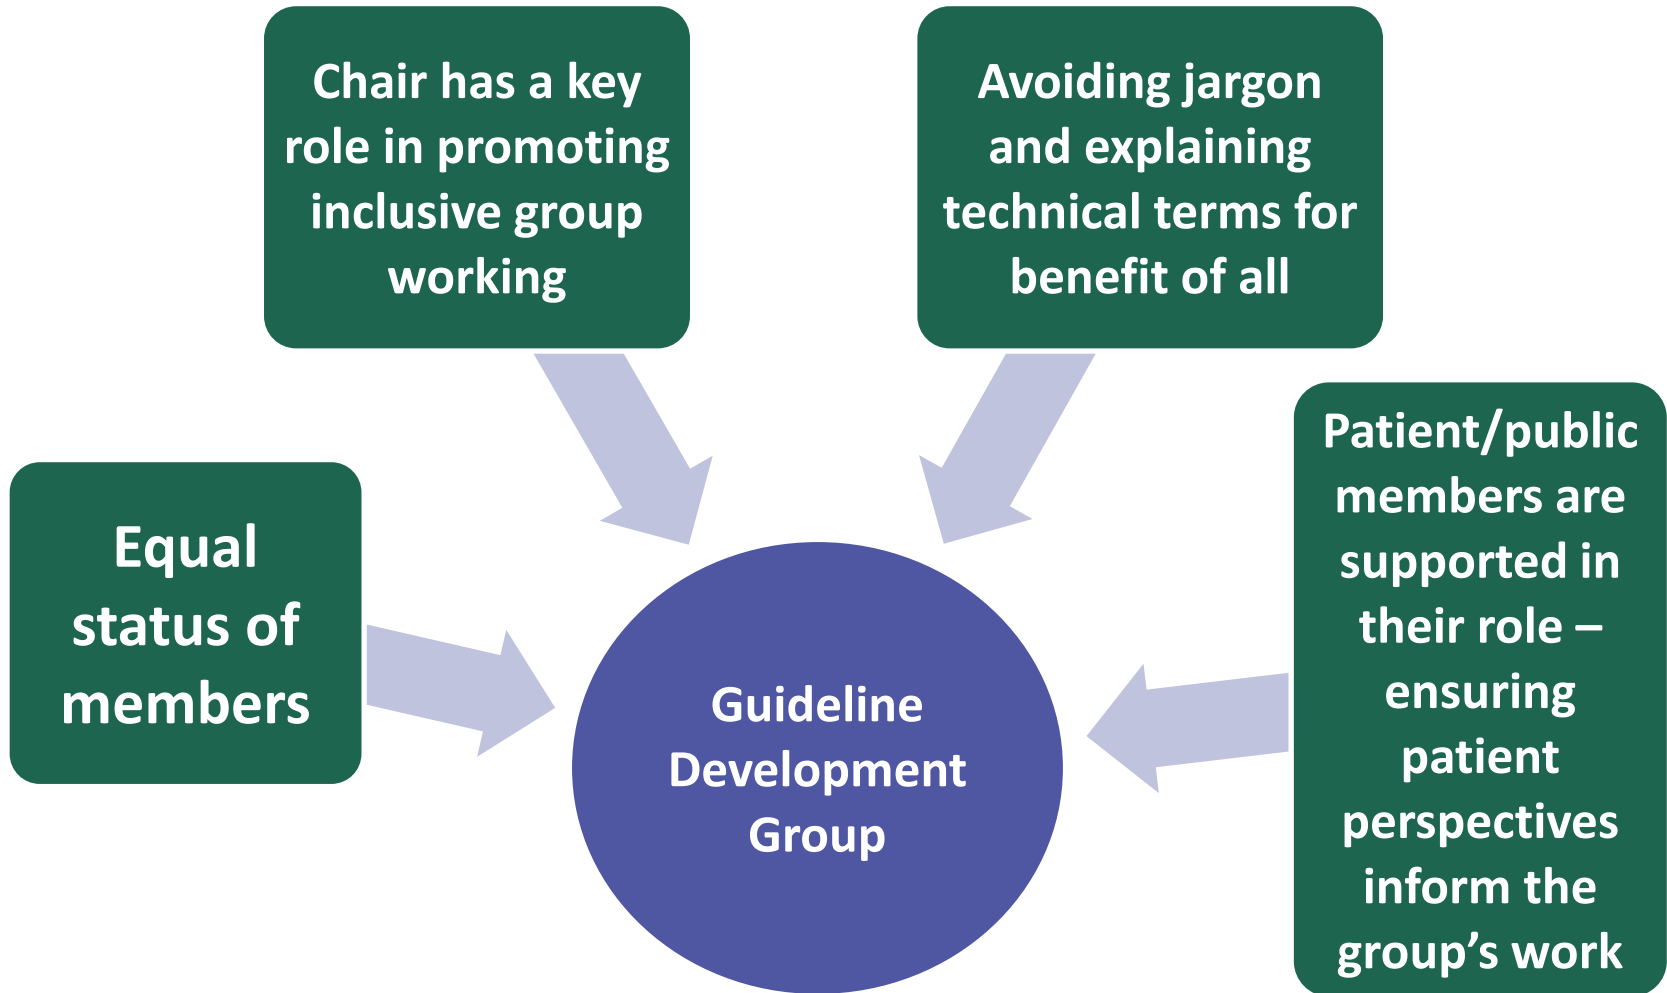 Chair has a key
role in promoting
inclusive group
working
Avoiding jargon
and explaining
technical terms for
benefit of all
Equal
status of
members
Patient/public
members are
supported in
their role –
ensuring
patient
perspectives
inform the
group’s work
Guideline
Development
Group